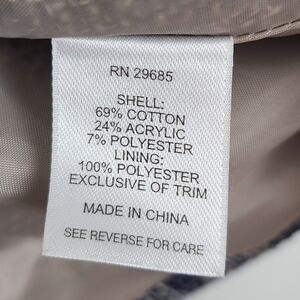 RN 29685
SHELL:
69% COTTON
24% ACRYLIC
7% POLYESTER
LINING:
100% POLYESTER
EXCLUSIVE OF TRIM
MADE IN CHINA
SEE REVERSE FOR CARE